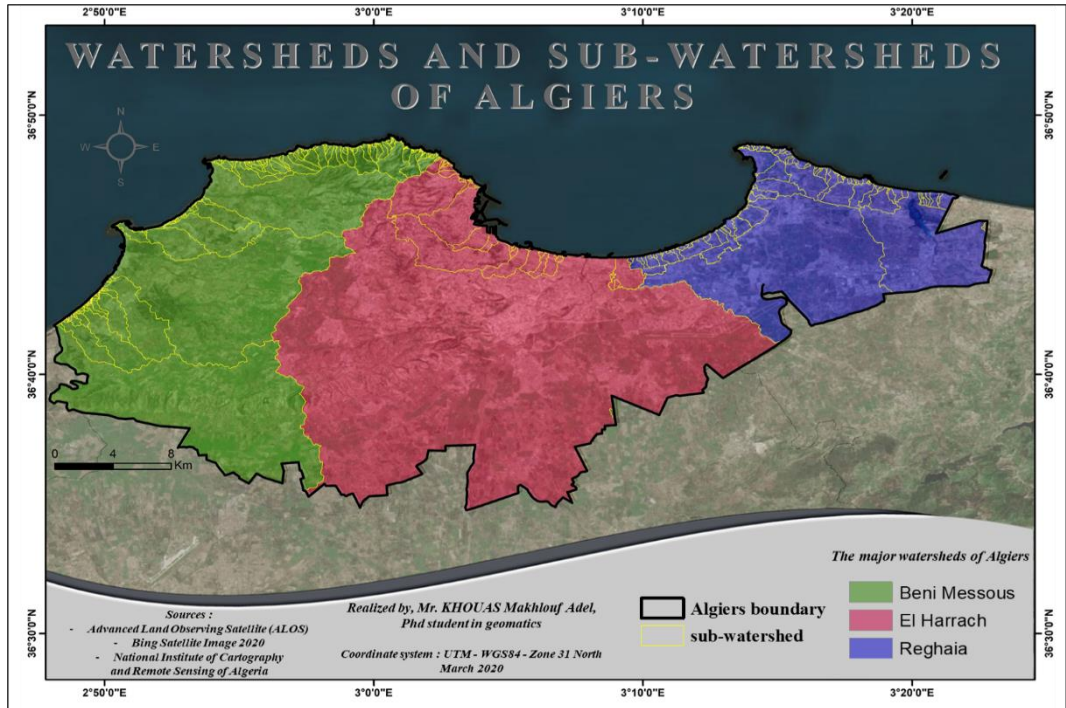 2°50'0"E 3°00'0"E 3°10'0"E 3°20'0"E
WATERSHEDS AND SUB-WATERSHEDS
OF ALGIERS
36°50'0"N
36°50'0"N
N
W E
S
36°40'0"N
36°40'0"N
0 4 8
Km
The major watersheds of Algiers
Beni Messous
El Harrach
Reghaia
Algiers boundary
sub-watershed
Realized by, Mr. KHOUAS Makhlouf Adel,
Phd student in geomatics
Coordinate system : UTM - WGS84 - Zone 31 North
March 2020
Sources :
- Advanced Land Observing Satellite (ALOS)
- Bing Satellite Image 2020
- National Institute of Cartography
and Remote Sensing of Algeria
36°30'0"N
36°30'0"N
2°50'0"E 3°00'0"E 3°10'0"E 3°20'0"E